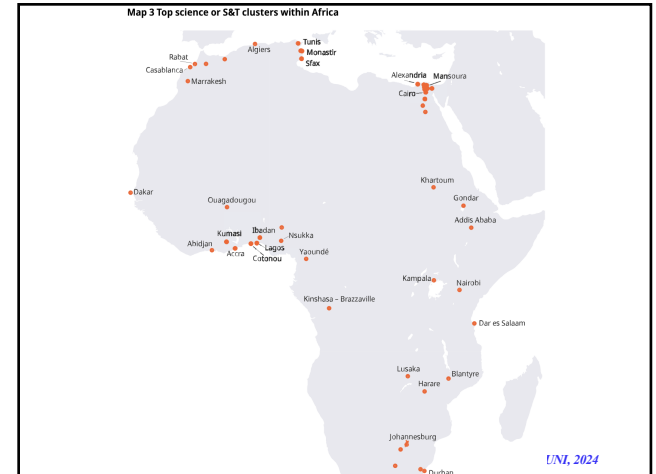 Map 3 Top science or S&T clusters within Africa
Tunis
Algiers
Monastir
Rabat
Sfax
Casablanca
Marrakesh
Alexandria
Mansoura
Cairo
Khartoum
Dakar
Gondar
Ouagadougou
Addis Ababa
Kumasi
Ibadan
Nsukka
Abidjan
Lagos
Accra
Cotonou
Yaoundé
Kampala
Nairobi
Kinshasa – Brazzaville
Dar es Salaam
Lusaka
Blantyre
Harare
Johannesburg
UNI, 2024
Durban